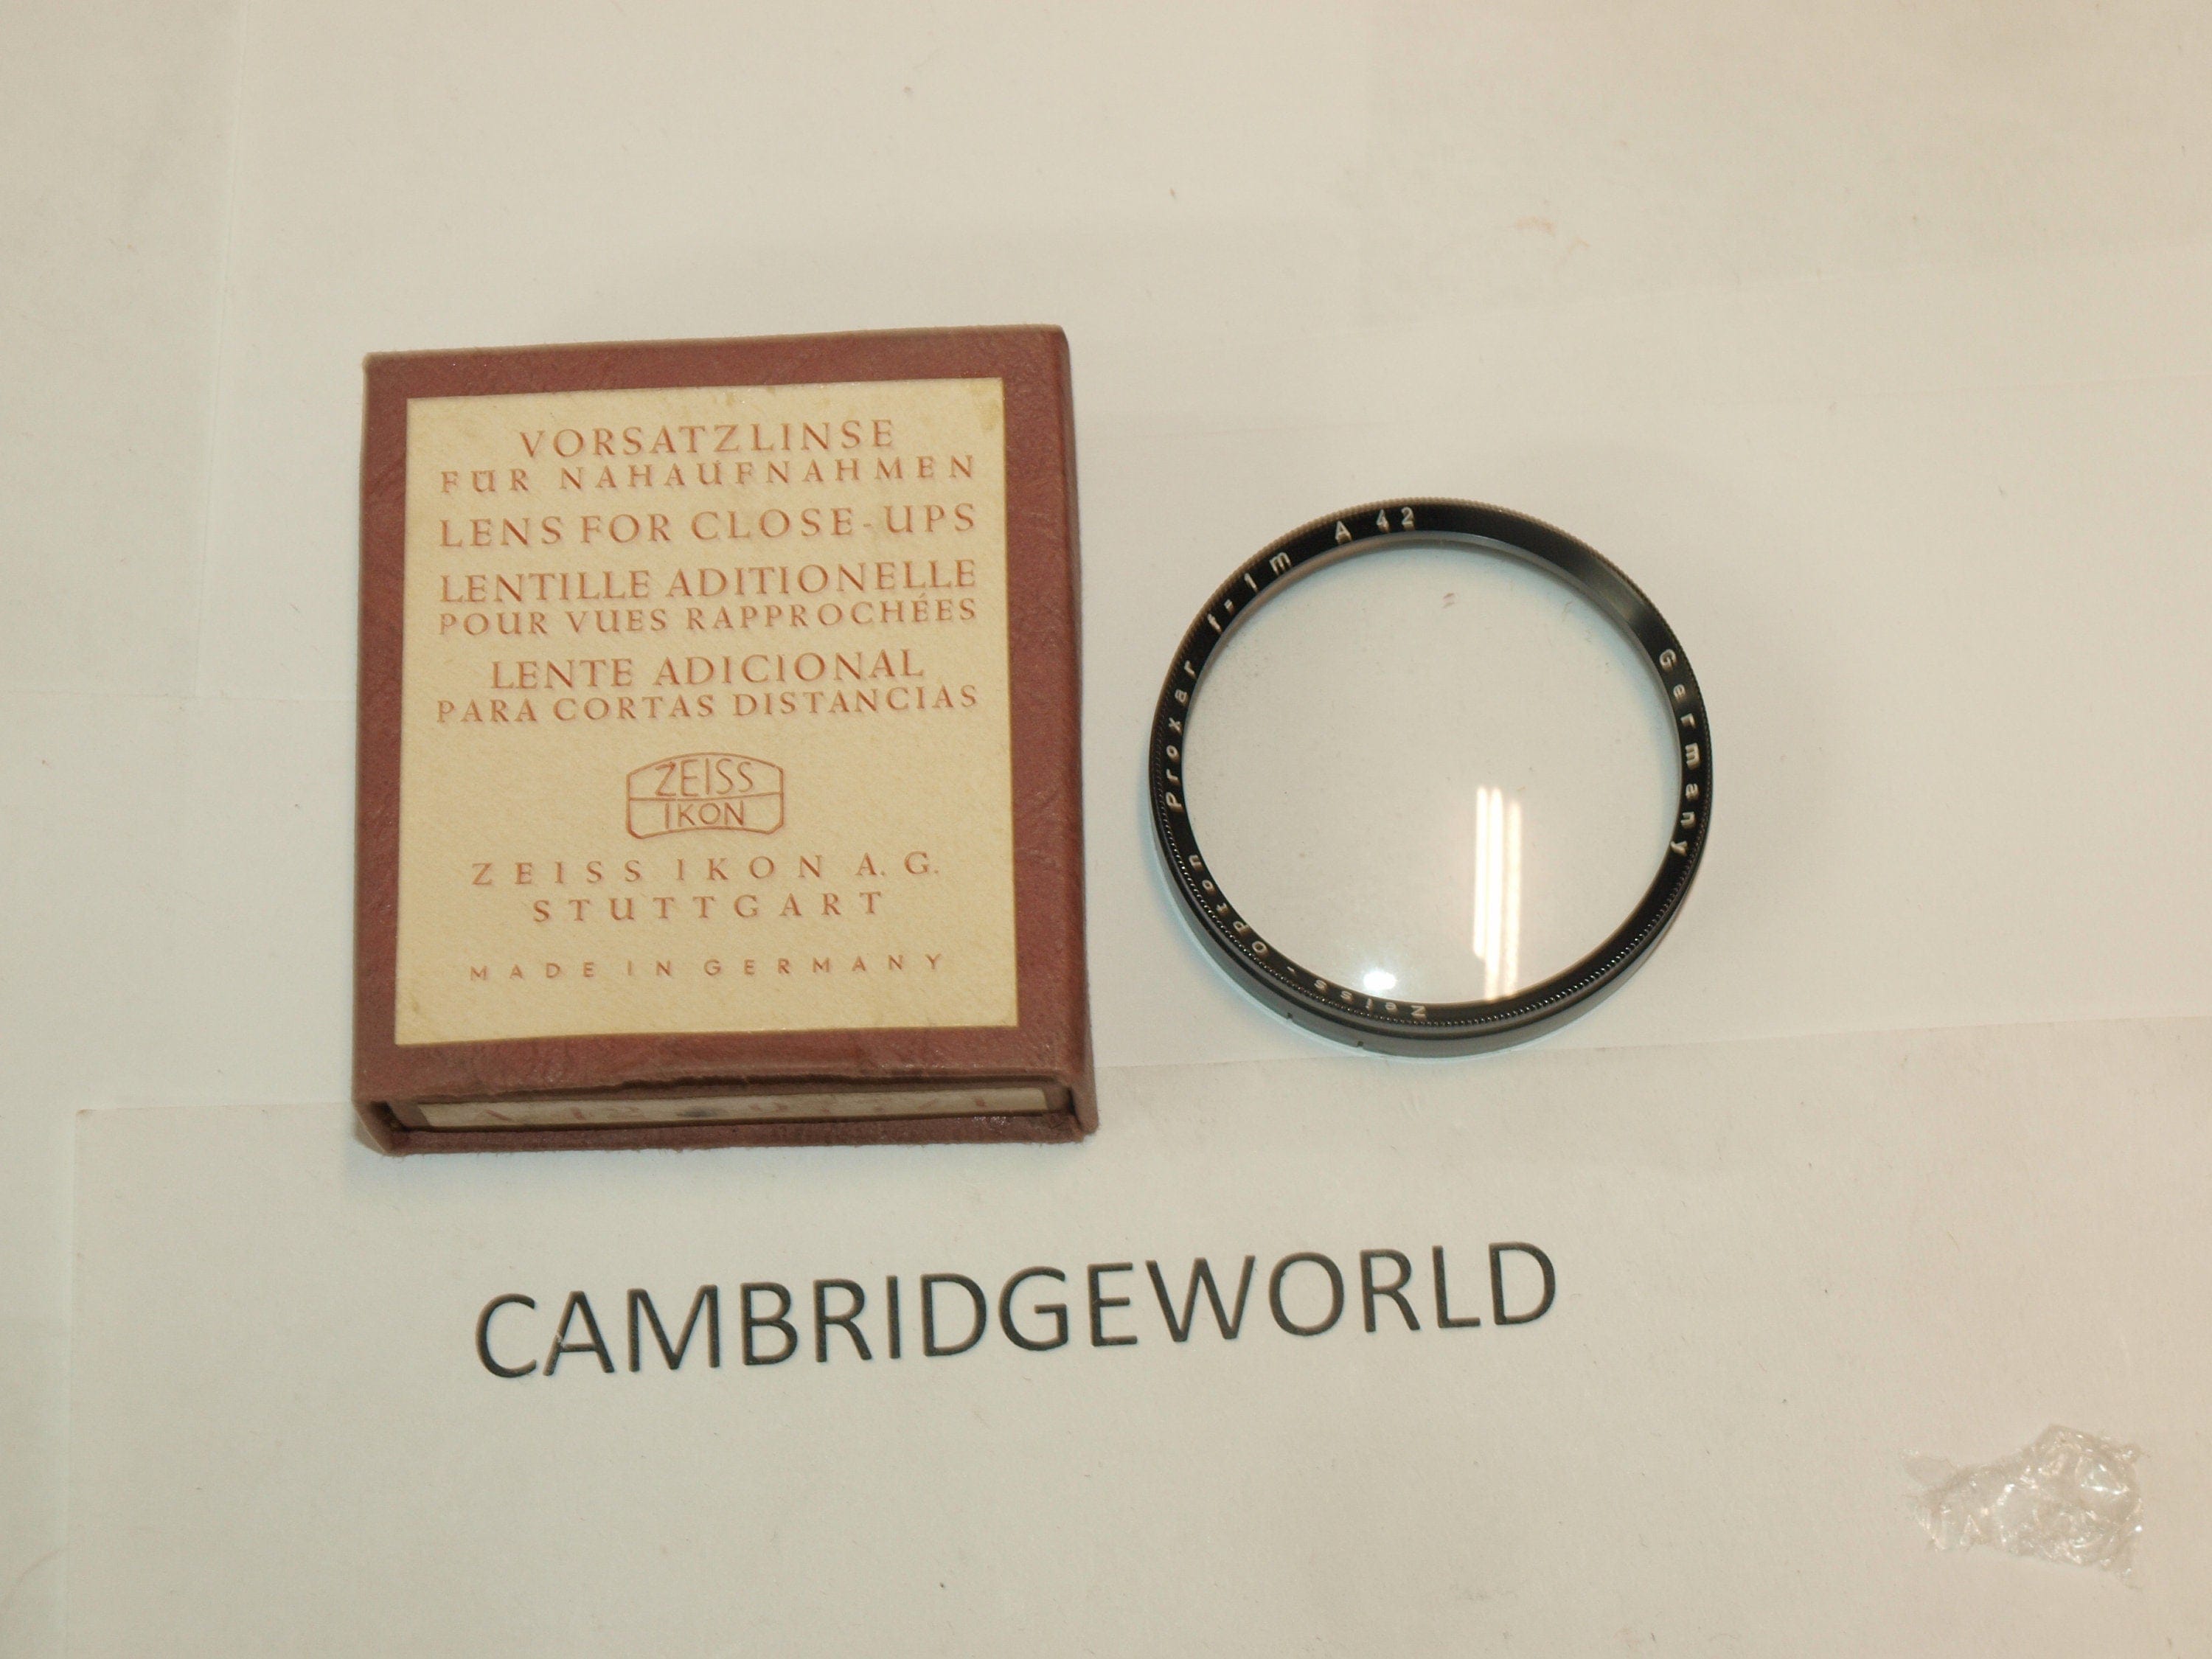 VORSATZLINSE
FÜR NAHAUFNAHMEN
LENS FOR CLOSE-UPS
LENTILLE ADITIONELLE
POUR VUES RAPPROCHÉES
LENTE ADICIONAL
PARA CORTAS DISTANCIAS
ZEISS
IKON
ZEISS IKON A.G.
STUTTGART
MADE IN GERMANY
Zeiss - Opton Proxar f=1m A 42 Germany
CAMBRIDGEWORLD